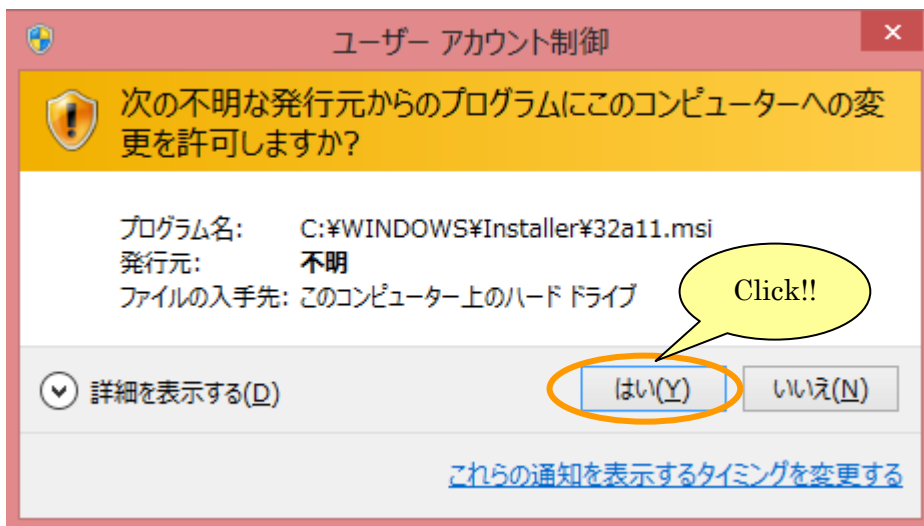 ユーザー アカウント制御
次の不明な発行元からのプログラムにこのコンピューターへの変
更を許可しますか?
プログラム名: C:¥WINDOWS¥Installer¥32a11.msi
発行元: 不明
ファイルの入手先: このコンピューター上のハード ドライブ
Click!!
詳細を表示する(D)
はい(Y)
いいえ(N)
これらの通知を表示するタイミングを変更する